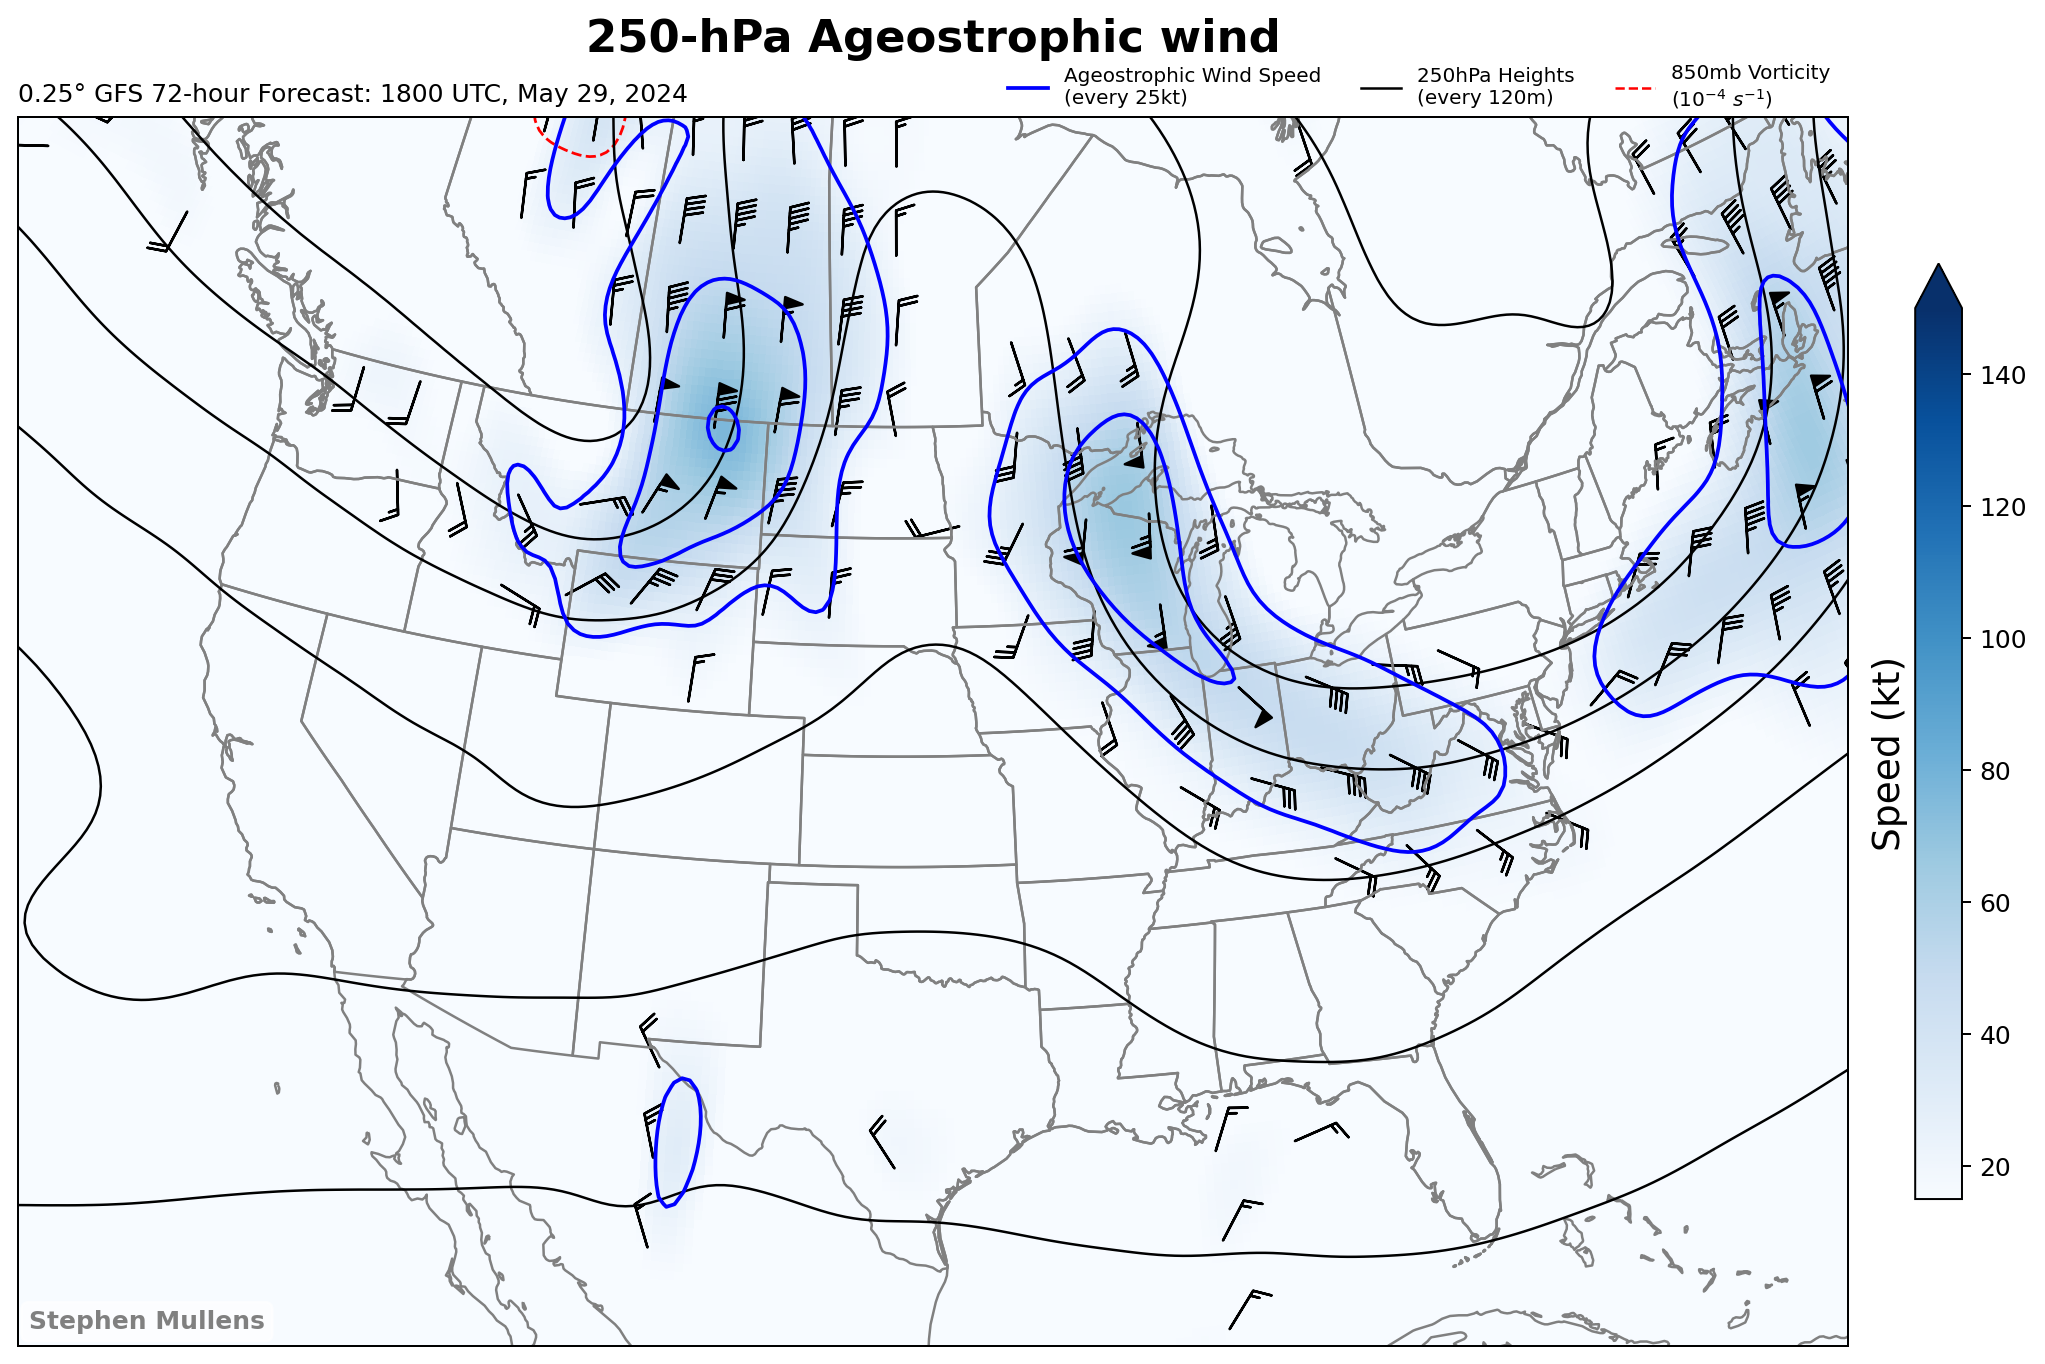 250-hPa Ageostrophic wind
0.25° GFS 72-hour Forecast: 1800 UTC, May 29, 2024
Ageostrophic Wind Speed
(every 25kt)
250hPa Heights
(every 120m)
850mb Vorticity
(10⁻⁴ s⁻¹)
140
120
100
80
60
40
20
Speed (kt)
Stephen Mullens